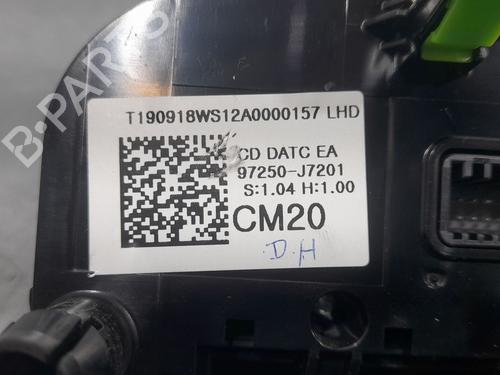 B-PARTS
T190918WS12A0000157 LHD
CD DATC EA
97250-J7201
S:1.04 H:1.00
CM20
D.H